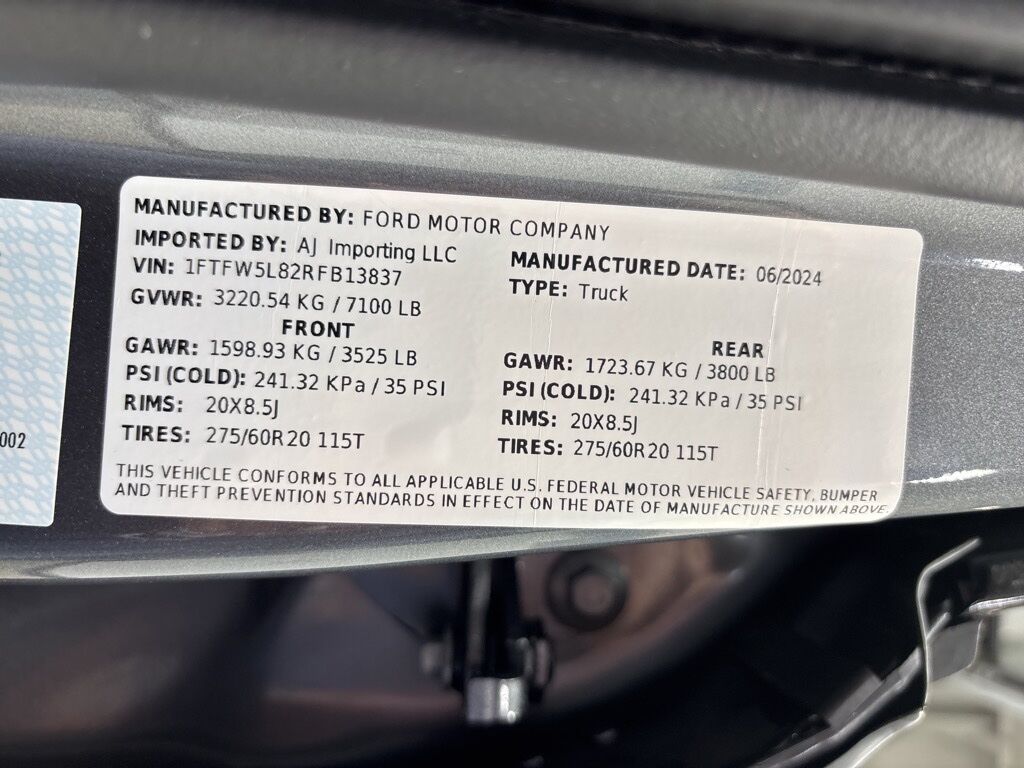 MANUFACTURED BY: FORD MOTOR COMPANY
IMPORTED BY: AJ Importing LLC
MANUFACTURED DATE: 06/2024
VIN: 1FTFW5L82RFB13837
TYPE: Truck
GVWR: 3220.54 KG / 7100 LB
FRONT
REAR
GAWR: 1598.93 KG / 3525 LB
GAWR: 1723.67 KG / 3800 LB
PSI (COLD): 241.32 KPa / 35 PSI
PSI (COLD): 241.32 KPa / 35 PSI
RIMS: 20X8.5J
RIMS: 20X8.5J
TIRES: 275/60R20 115T
TIRES: 275/60R20 115T
THIS VEHICLE CONFORMS TO ALL APPLICABLE U.S. FEDERAL MOTOR VEHICLE SAFETY, BUMPER
AND THEFT PREVENTION STANDARDS IN EFFECT ON THE DATE OF MANUFACTURE SHOWN ABOVE.
002